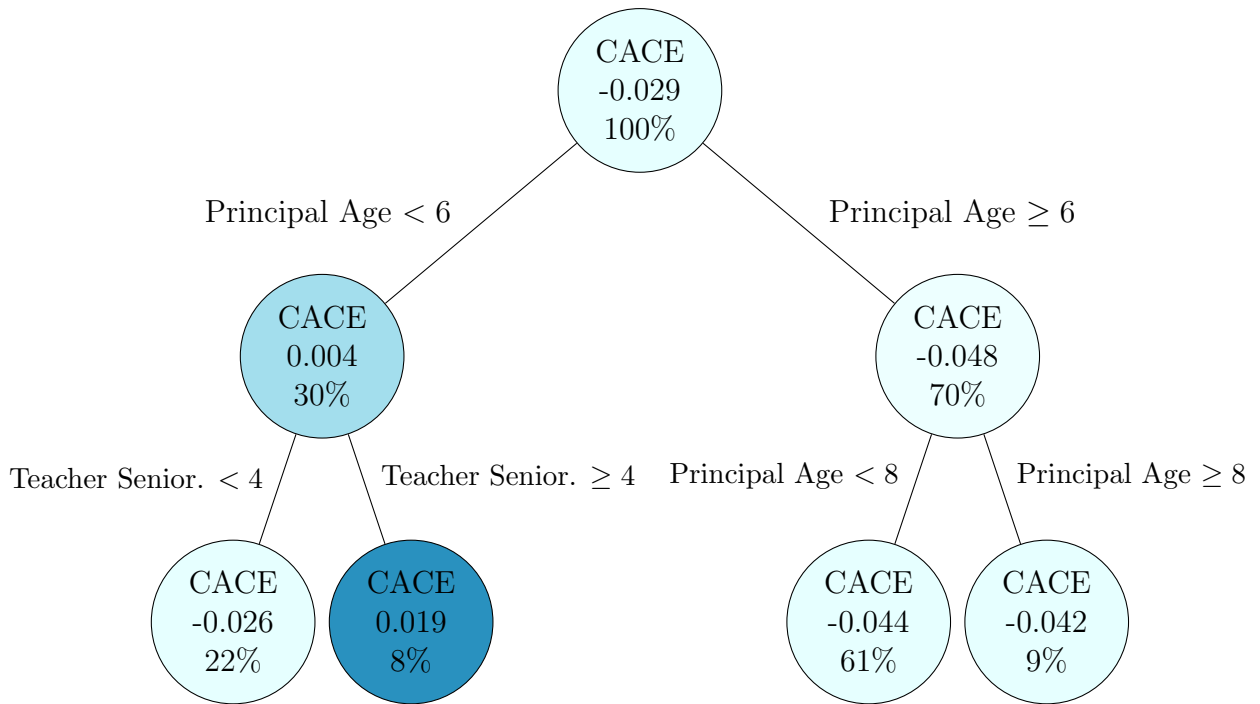 CACE
-0.029
100%
Principal Age < 6
Principal Age ≥ 6
CACE
0.004
30%
CACE
-0.048
70%
Teacher Senior. < 4
Teacher Senior. ≥ 4
Principal Age < 8
Principal Age ≥ 8
CACE
-0.026
22%
CACE
0.019
8%
CACE
-0.044
61%
CACE
-0.042
9%